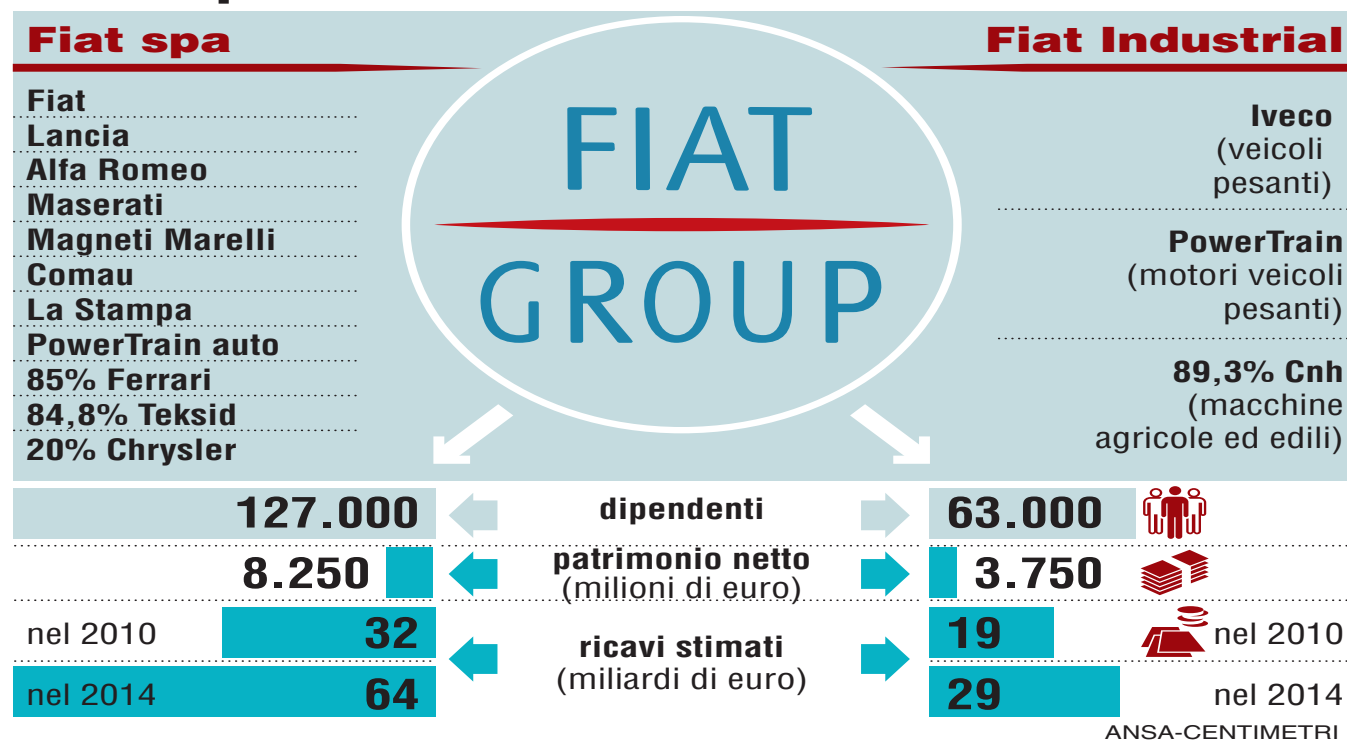 Fiat spa
Fiat Industrial
FIAT
GROUP
Fiat
Lancia
Alfa Romeo
Maserati
Magneti Marelli
Comau
La Stampa
PowerTrain auto
85% Ferrari
84,8% Teksid
20% Chrysler
Iveco
(veicoli
pesanti)
PowerTrain
(motori veicoli
pesanti)
89,3% Cnh
(macchine
agricole ed edili)
127.000
dipendenti
63.000
8.250
patrimonio netto
(milioni di euro)
3.750
nel 2010
32
ricavi stimati
(miliardi di euro)
19
nel 2010
nel 2014
64
29
nel 2014
ANSA-CENTIMETRI